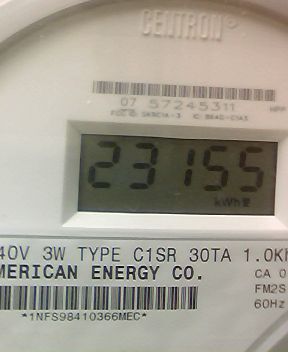 CENTRON®
07 57245311
23155
kWh
40V 3W TYPE C1SR 30TA 1.0Kh
MERICAN ENERGY CO.
CA 0
FM2S
60Hz
*1NFS98410366MEC*